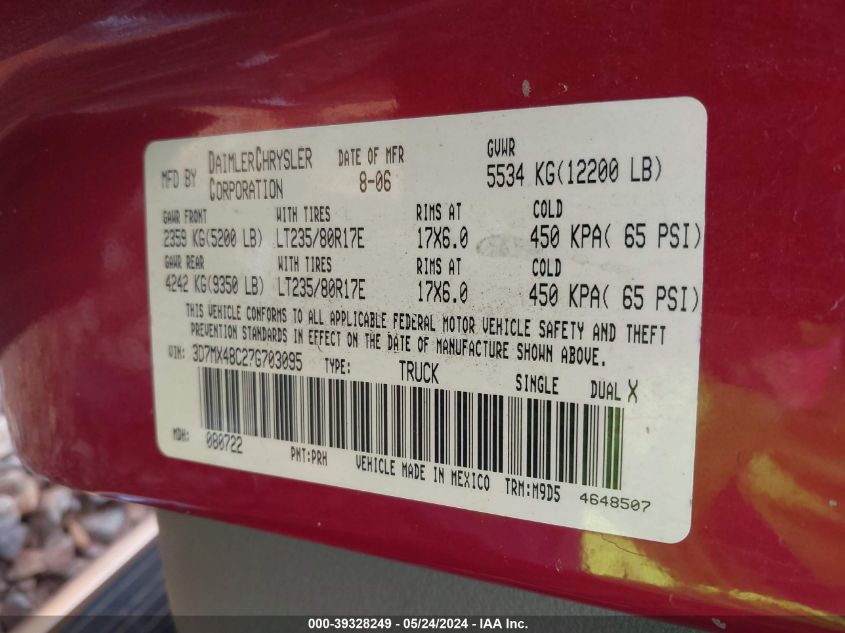 MFD BY DAIMLERCHRYSLER CORPORATION DATE OF MFR 8-06 GVWR 5534 KG(12200 LB)
GAWR FRONT WITH TIRES RIMS AT COLD
2359 KG(5200 LB) LT235/80R17E 17X6.0 450 KPA( 65 PSI)
GAWR REAR WITH TIRES RIMS AT COLD
4242 KG(9350 LB) LT235/80R17E 17X6.0 450 KPA( 65 PSI)
THIS VEHICLE CONFORMS TO ALL APPLICABLE FEDERAL MOTOR VEHICLE SAFETY AND THEFT
PREVENTION STANDARDS IN EFFECT ON THE DATE OF MANUFACTURE SHOWN ABOVE.
VIN: 3D7MX48C27G703095 TYPE: TRUCK SINGLE DUAL X
MDH: 080722 PNT:PRH VEHICLE MADE IN MEXICO TRM:M9D5 4648507
000-39328249 - 05/24/2024 - IAA Inc.